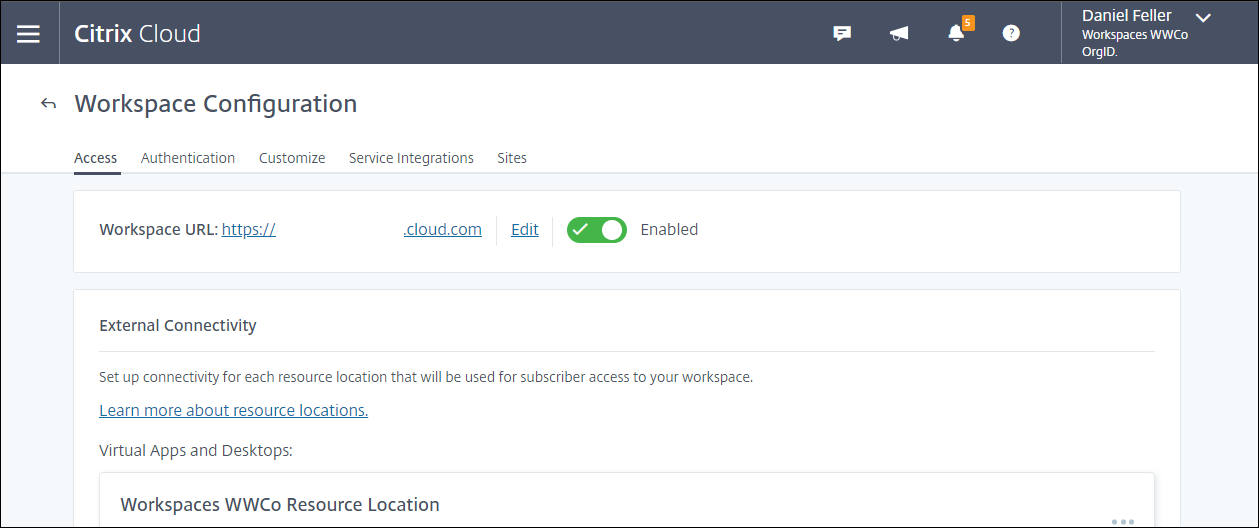 Citrix Cloud
5
?
Daniel Feller
Workspaces WWCo
OrgID.
Workspace Configuration
Access Authentication Customize Service Integrations Sites
Workspace URL: https:// .cloud.com Edit Enabled
External Connectivity
Set up connectivity for each resource location that will be used for subscriber access to your workspace.
Learn more about resource locations.
Virtual Apps and Desktops:
Workspaces WWCo Resource Location